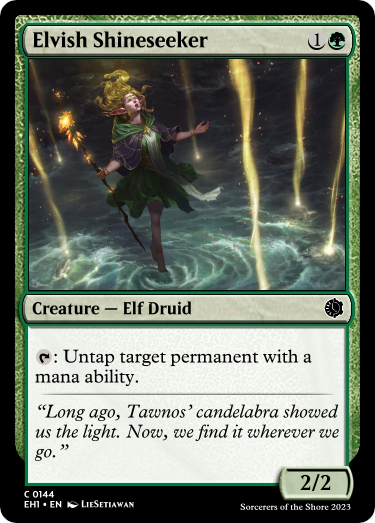 Elvish Shineseeker 1
Creature — Elf Druid
: Untap target permanent with a
mana ability.
“Long ago, Tawnos’ candelabra showed
us the light. Now, we find it wherever we
go.”
2/2
C 0144
EH1 • EN LieSetiawan
Sorcerers of the Shore 2023